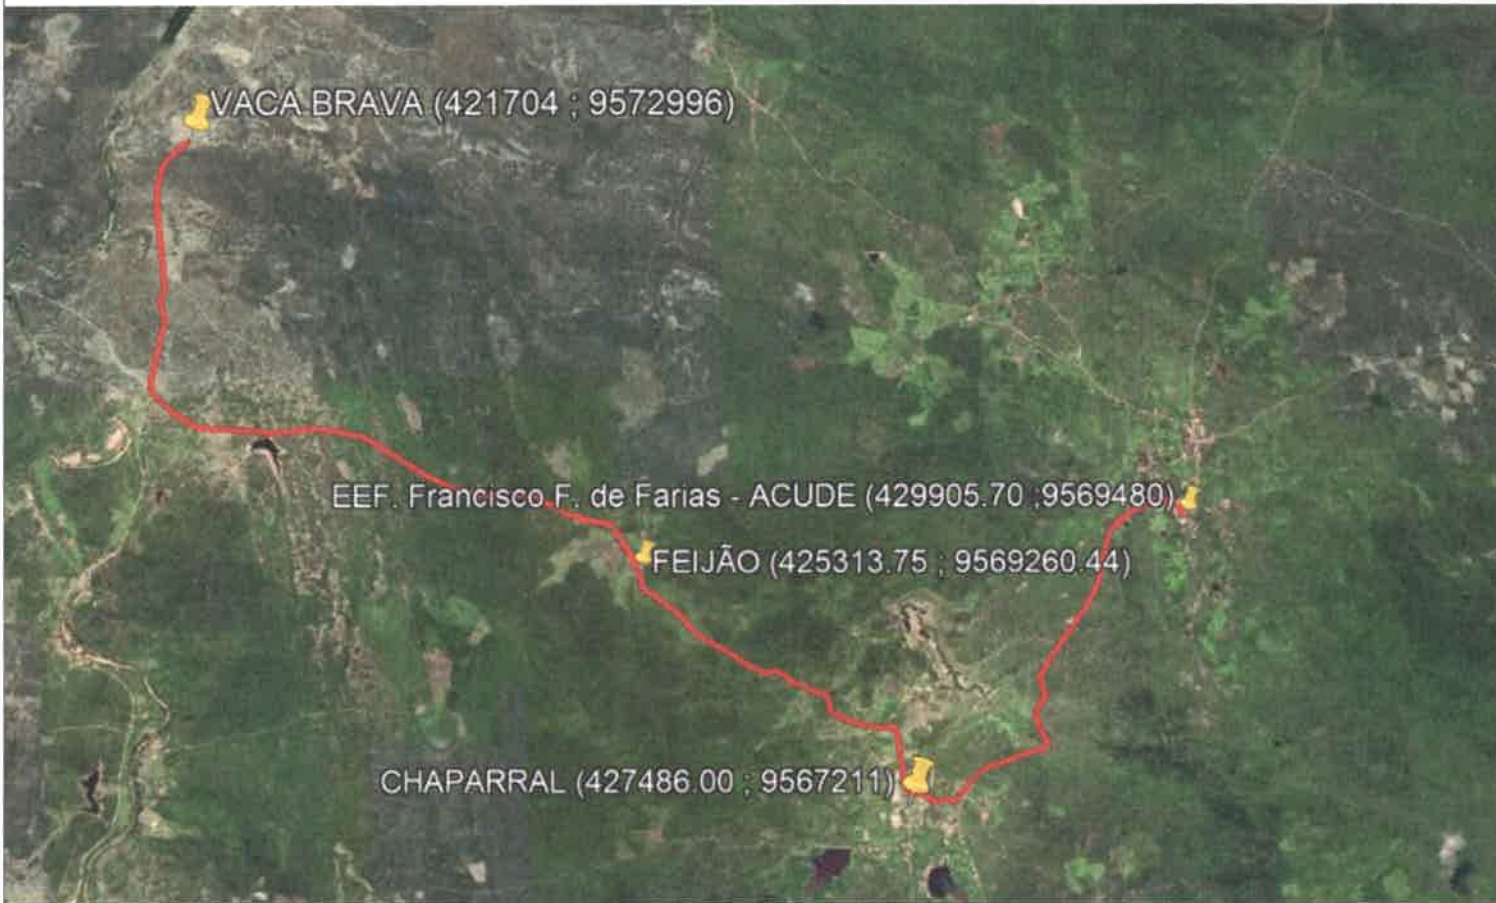 VACA BRAVA (421704 ; 9572996)
EEF. Francisco F. de Farias - ACUDE (429905.70 ;9569480)
FEIJÃO (425313.75 ; 9569260.44)
CHAPARRAL (427486.00 ; 9567211)